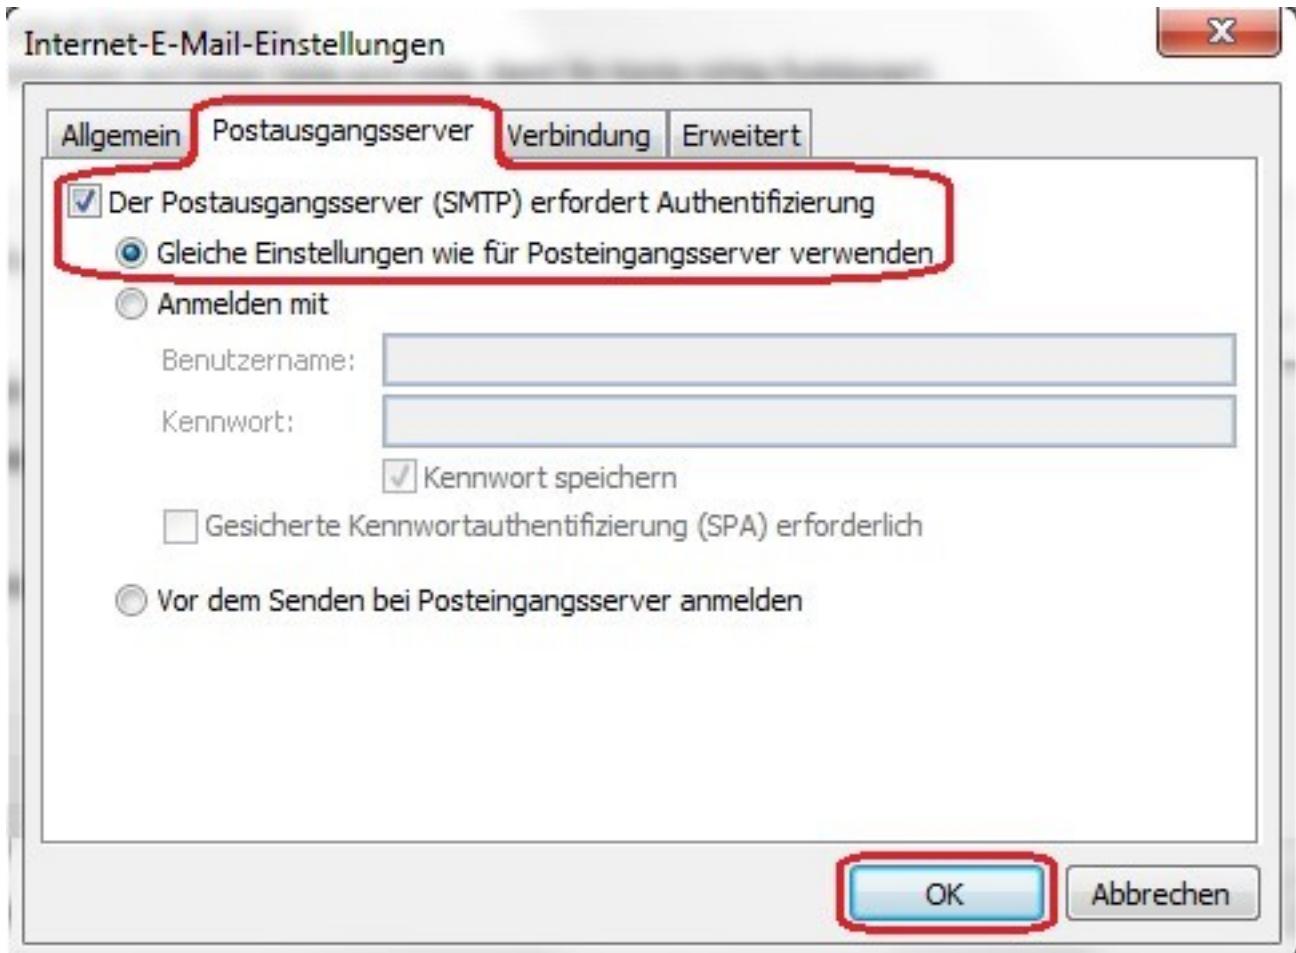 Internet-E-Mail-Einstellungen
Allgemein Postausgangsserver Verbindung Erweitert
Der Postausgangsserver (SMTP) erfordert Authentifizierung
Gleiche Einstellungen wie für Posteingangsserver verwenden
Anmelden mit
Benutzername:
Kennwort:
Kennwort speichern
Gesicherte Kennwortauthentifizierung (SPA) erforderlich
Vor dem Senden bei Posteingangsserver anmelden
OK Abbrechen